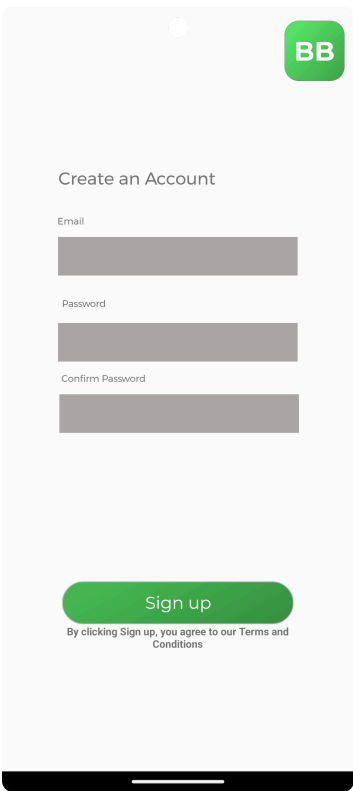 BB
Create an Account
Email
Password
Confirm Password
Sign up
By clicking Sign up, you agree to our Terms and
Conditions